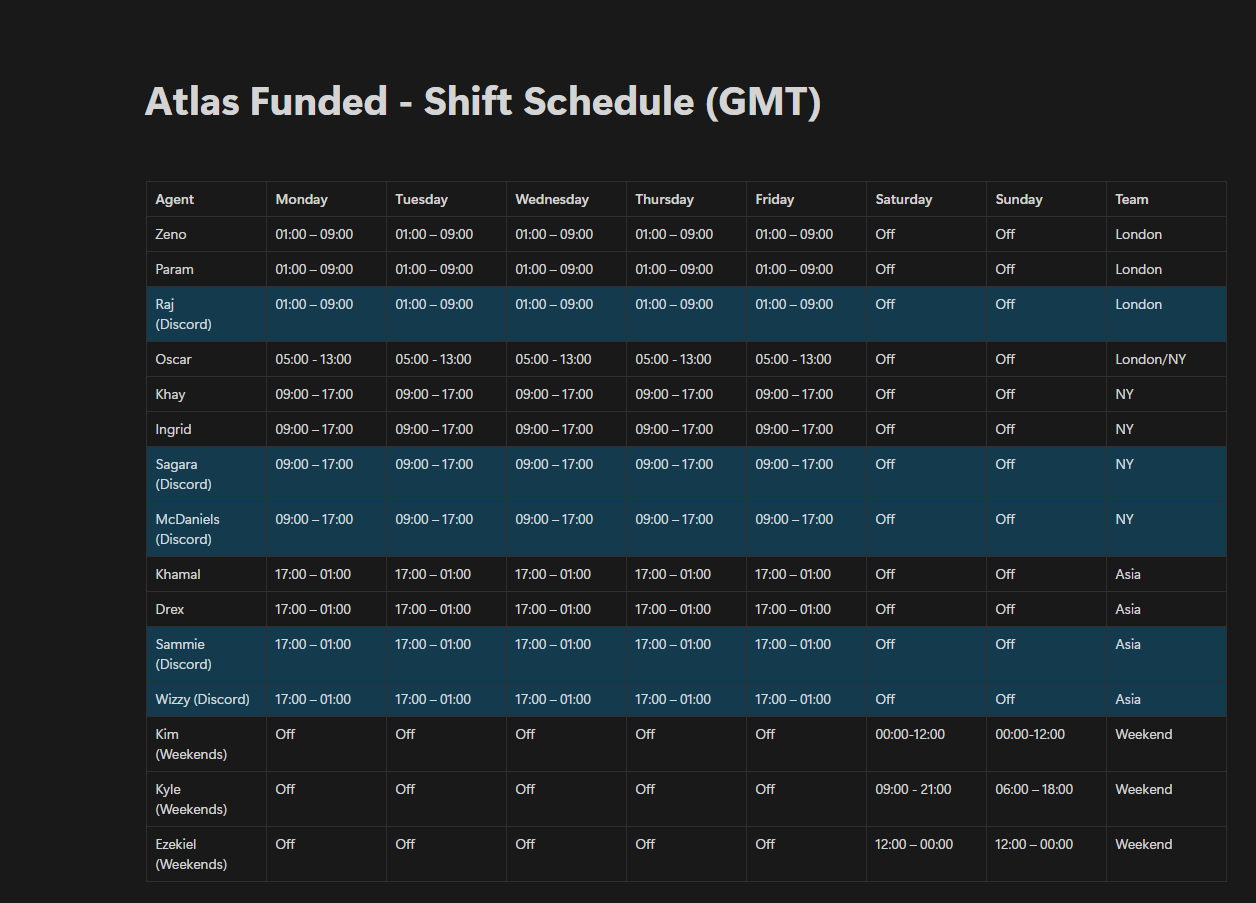 Atlas Funded - Shift Schedule (GMT)
Agent Monday Tuesday Wednesday Thursday Friday Saturday Sunday Team
Zeno 01:00 – 09:00 01:00 – 09:00 01:00 – 09:00 01:00 – 09:00 01:00 – 09:00 Off Off London
Param 01:00 – 09:00 01:00 – 09:00 01:00 – 09:00 01:00 – 09:00 01:00 – 09:00 Off Off London
Raj 01:00 – 09:00 01:00 – 09:00 01:00 – 09:00 01:00 – 09:00 01:00 – 09:00 Off Off London
(Discord)
Oscar 05:00 - 13:00 05:00 - 13:00 05:00 - 13:00 05:00 - 13:00 05:00 - 13:00 Off Off London/NY
Khay 09:00 – 17:00 09:00 – 17:00 09:00 – 17:00 09:00 – 17:00 09:00 – 17:00 Off Off NY
Ingrid 09:00 – 17:00 09:00 – 17:00 09:00 – 17:00 09:00 – 17:00 09:00 – 17:00 Off Off NY
Sagara 09:00 – 17:00 09:00 – 17:00 09:00 – 17:00 09:00 – 17:00 09:00 – 17:00 Off Off NY
(Discord)
McDaniels 09:00 – 17:00 09:00 – 17:00 09:00 – 17:00 09:00 – 17:00 09:00 – 17:00 Off Off NY
(Discord)
Khamal 17:00 – 01:00 17:00 – 01:00 17:00 – 01:00 17:00 – 01:00 17:00 – 01:00 Off Off Asia
Drex 17:00 – 01:00 17:00 – 01:00 17:00 – 01:00 17:00 – 01:00 17:00 – 01:00 Off Off Asia
Sammie 17:00 – 01:00 17:00 – 01:00 17:00 – 01:00 17:00 – 01:00 17:00 – 01:00 Off Off Asia
(Discord)
Wizzy (Discord) 17:00 – 01:00 17:00 – 01:00 17:00 – 01:00 17:00 – 01:00 17:00 – 01:00 Off Off Asia
Kim Off Off Off Off Off 00:00-12:00 00:00-12:00 Weekend
(Weekends)
Kyle Off Off Off Off Off 09:00 - 21:00 06:00 – 18:00 Weekend
(Weekends)
Ezekiel Off Off Off Off Off 12:00 – 00:00 12:00 – 00:00 Weekend
(Weekends)